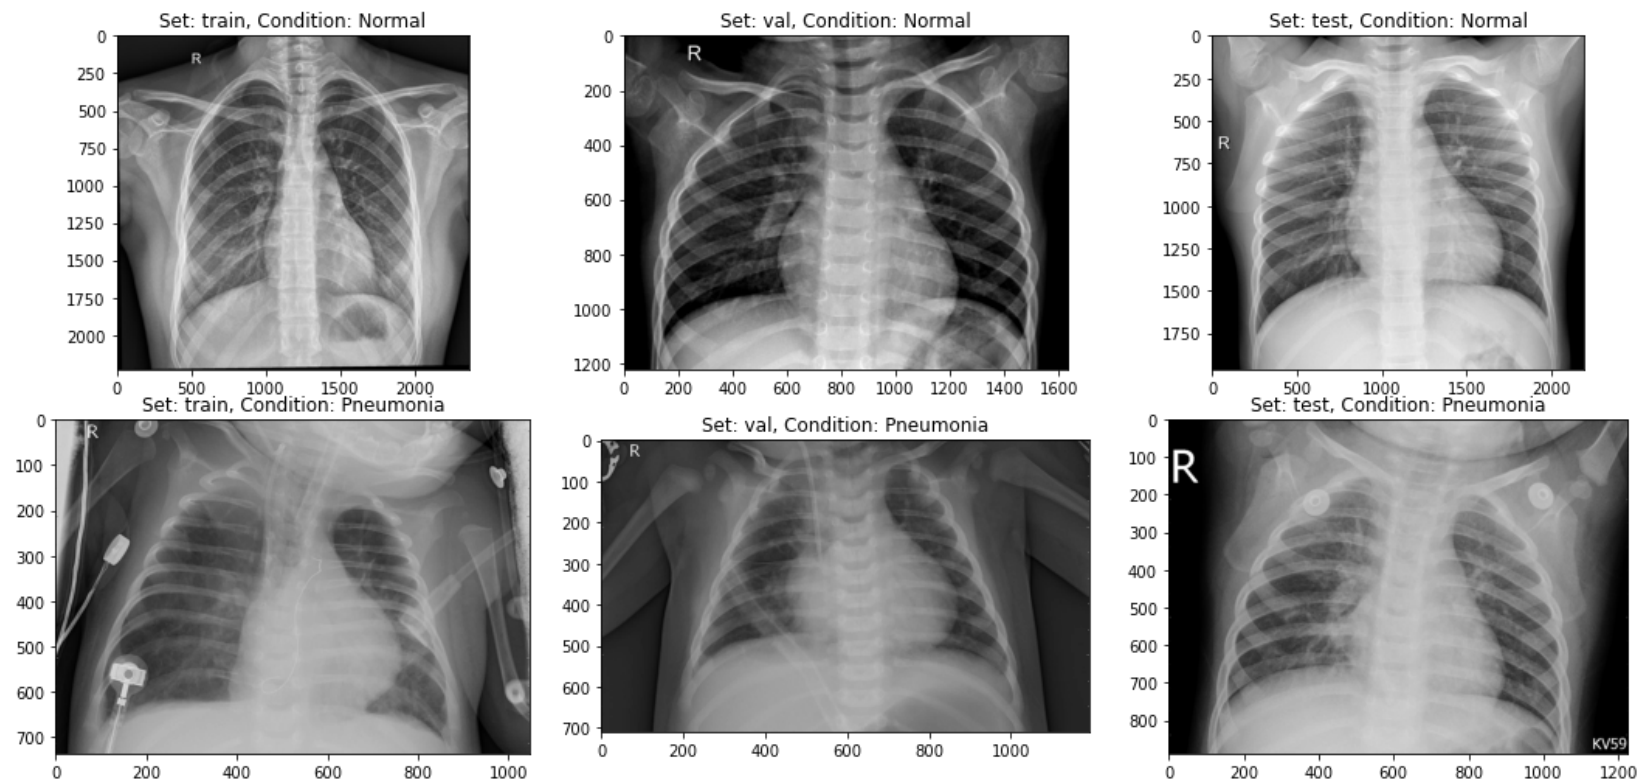 Set: train, Condition: Normal
R
0
250
500
750
1000
1250
1500
1750
2000
0 500 1000 1500 2000
Set: val, Condition: Normal
R
0
200
400
600
800
1000
1200
0 200 400 600 800 1000 1200 1400 1600
Set: test, Condition: Normal
R
0
250
500
750
1000
1250
1500
1750
0 500 1000 1500 2000
Set: train, Condition: Pneumonia
R
0
100
200
300
400
500
600
700
0 200 400 600 800 1000
Set: val, Condition: Pneumonia
R
0
100
200
300
400
500
600
700
0 200 400 600 800 1000
Set: test, Condition: Pneumonia
R
0
100
200
300
400
500
600
700
800
KV59
0 200 400 600 800 1000 1200